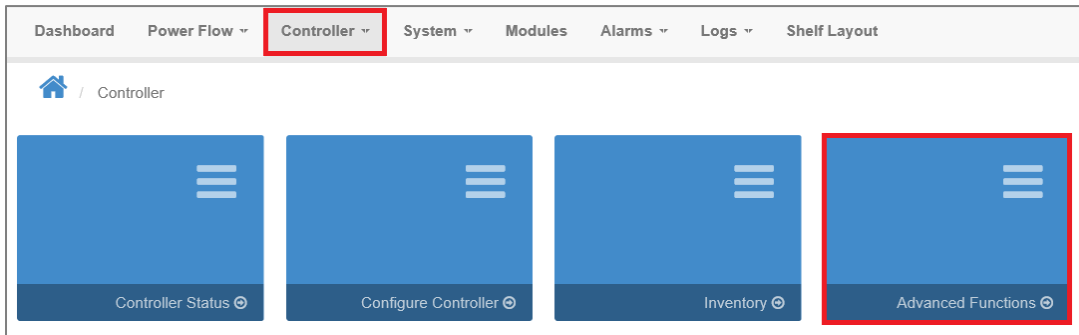 Dashboard Power Flow Controller System Modules Alarms Logs Shelf Layout
/ Controller
Controller Status Configure Controller Inventory Advanced Functions